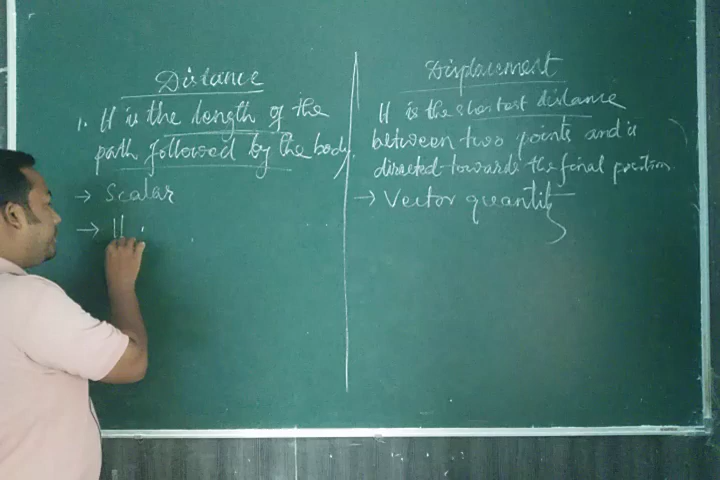 Distance
1. It is the length of the
path followed by the body.
→ Scalar
→ It
Displacement
It is the shortest distance
between two points and is
directed towards the final position.
→ Vector quantity